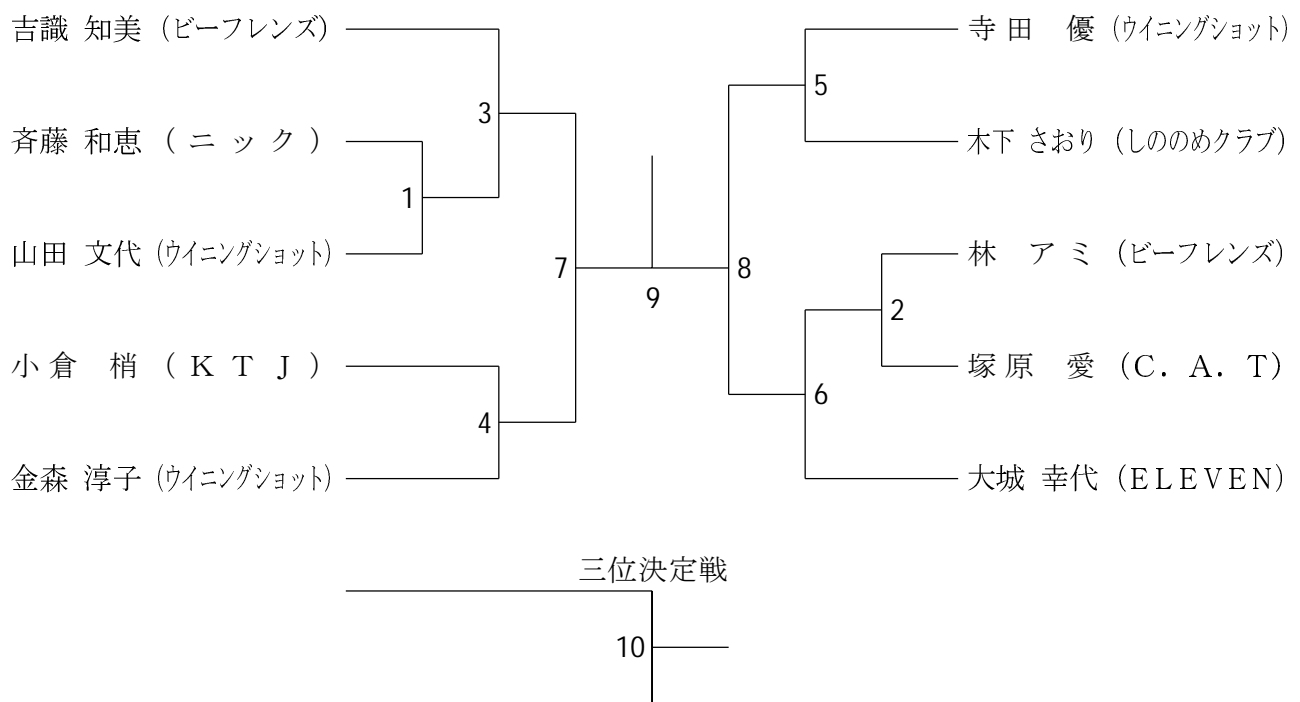 吉識 知美 (ビーフレンズ)
斉藤 和恵 (ニック)
山田 文代 (ウイニングショット)
小倉 梢 (KTJ)
金森 淳子 (ウイニングショット)
3
1
7
4
9
8
5
2
6
寺田 優 (ウイニングショット)
木下 さおり (しののめクラブ)
林 アミ (ビーフレンズ)
塚原 愛 (C.A.T)
大城 幸代 (ELEVEN)
三位決定戦
10